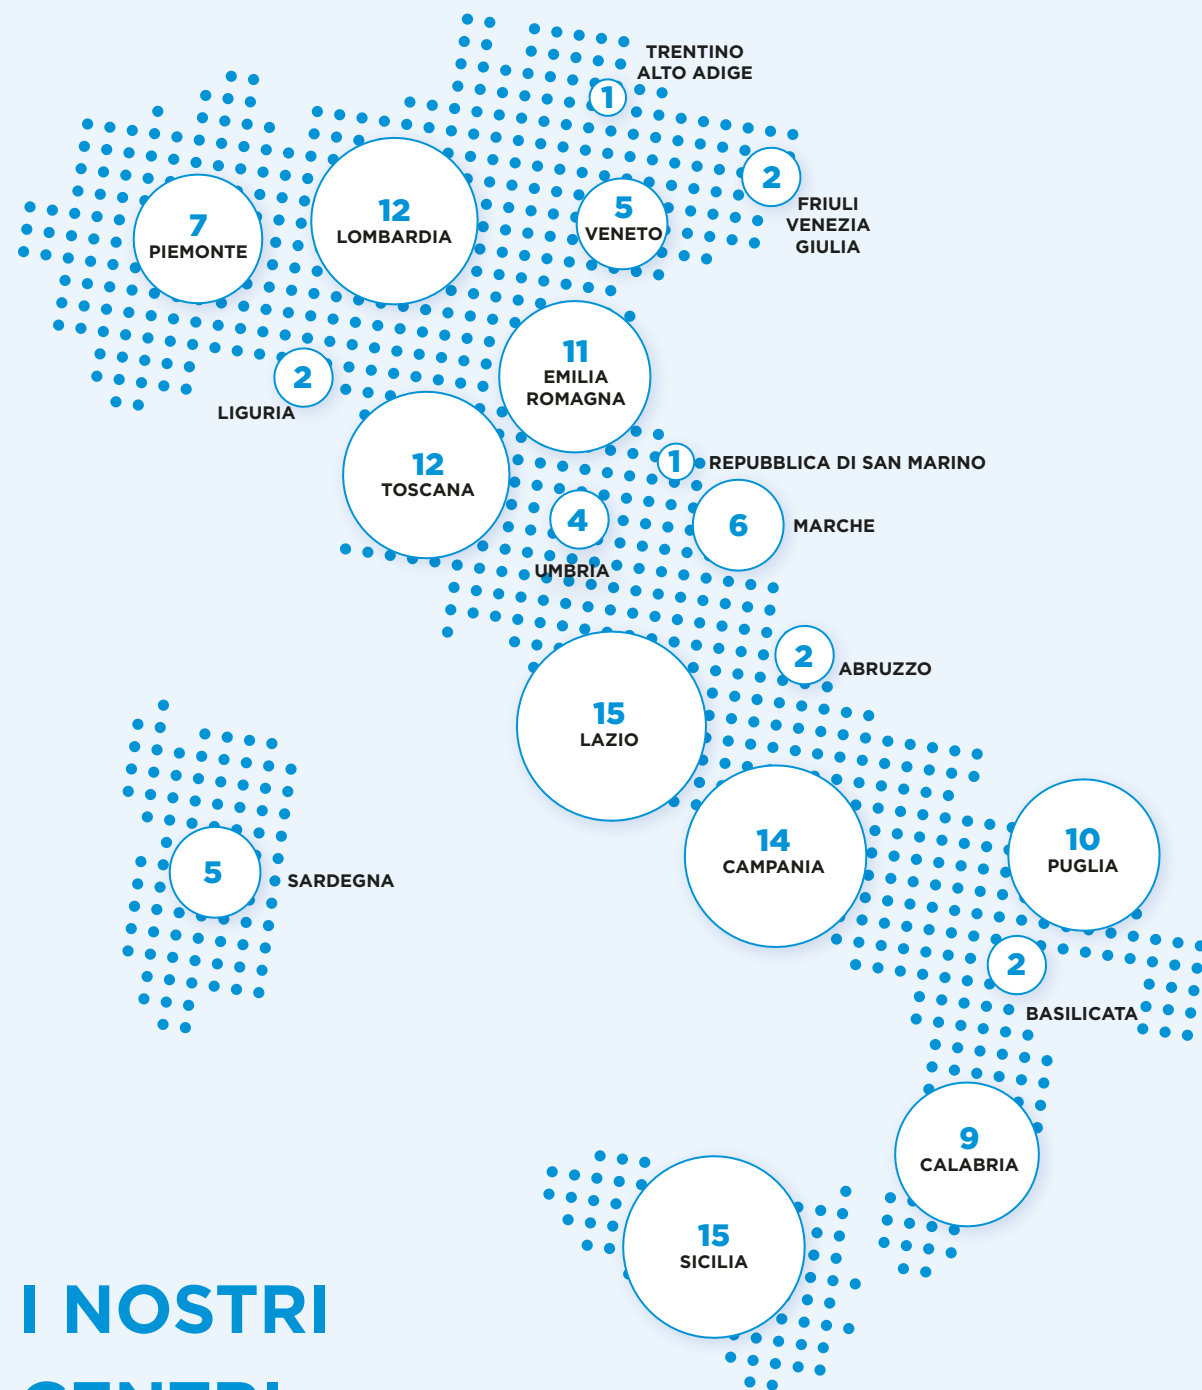 TRENTINO
ALTO ADIGE
1
2
FRIULI
VENEZIA
GIULIA
7
PIEMONTE
12
LOMBARDIA
5
VENETO
11
EMILIA
ROMAGNA
2
LIGURIA
12
TOSCANA
1
REPUBBLICA DI SAN MARINO
4
UMBRIA
6
MARCHE
2
ABRUZZO
15
LAZIO
14
CAMPANIA
10
PUGLIA
5
SARDEGNA
2
BASILICATA
9
CALABRIA
15
SICILIA
I NOSTRI
CENTRI